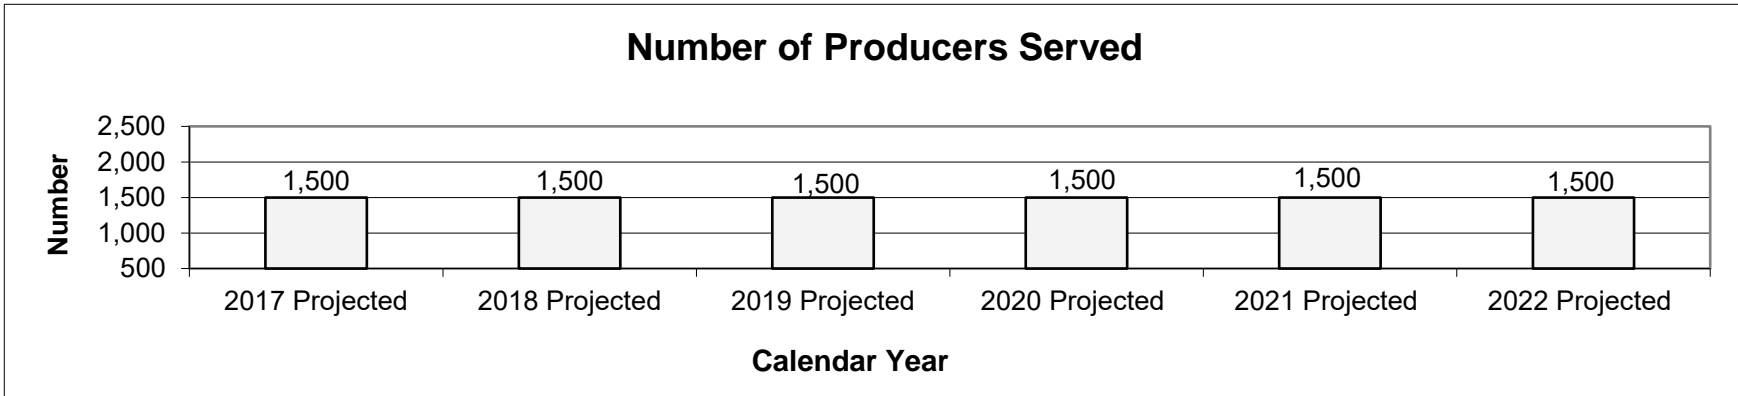 Number of Producers Served
2,500
2,000
1,500
1,000
500
Number
1,500 1,500 1,500 1,500 1,500 1,500
2017 Projected 2018 Projected 2019 Projected 2020 Projected 2021 Projected 2022 Projected
Calendar Year